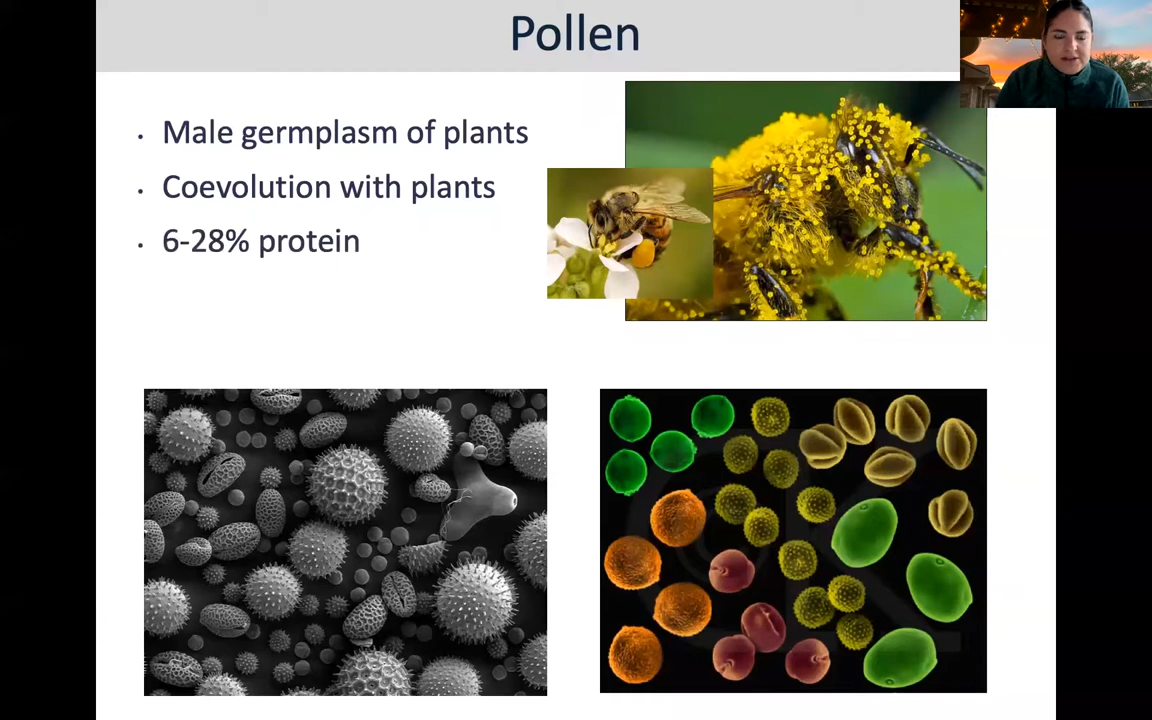 Pollen
• Male germplasm of plants
• Coevolution with plants
• 6-28% protein